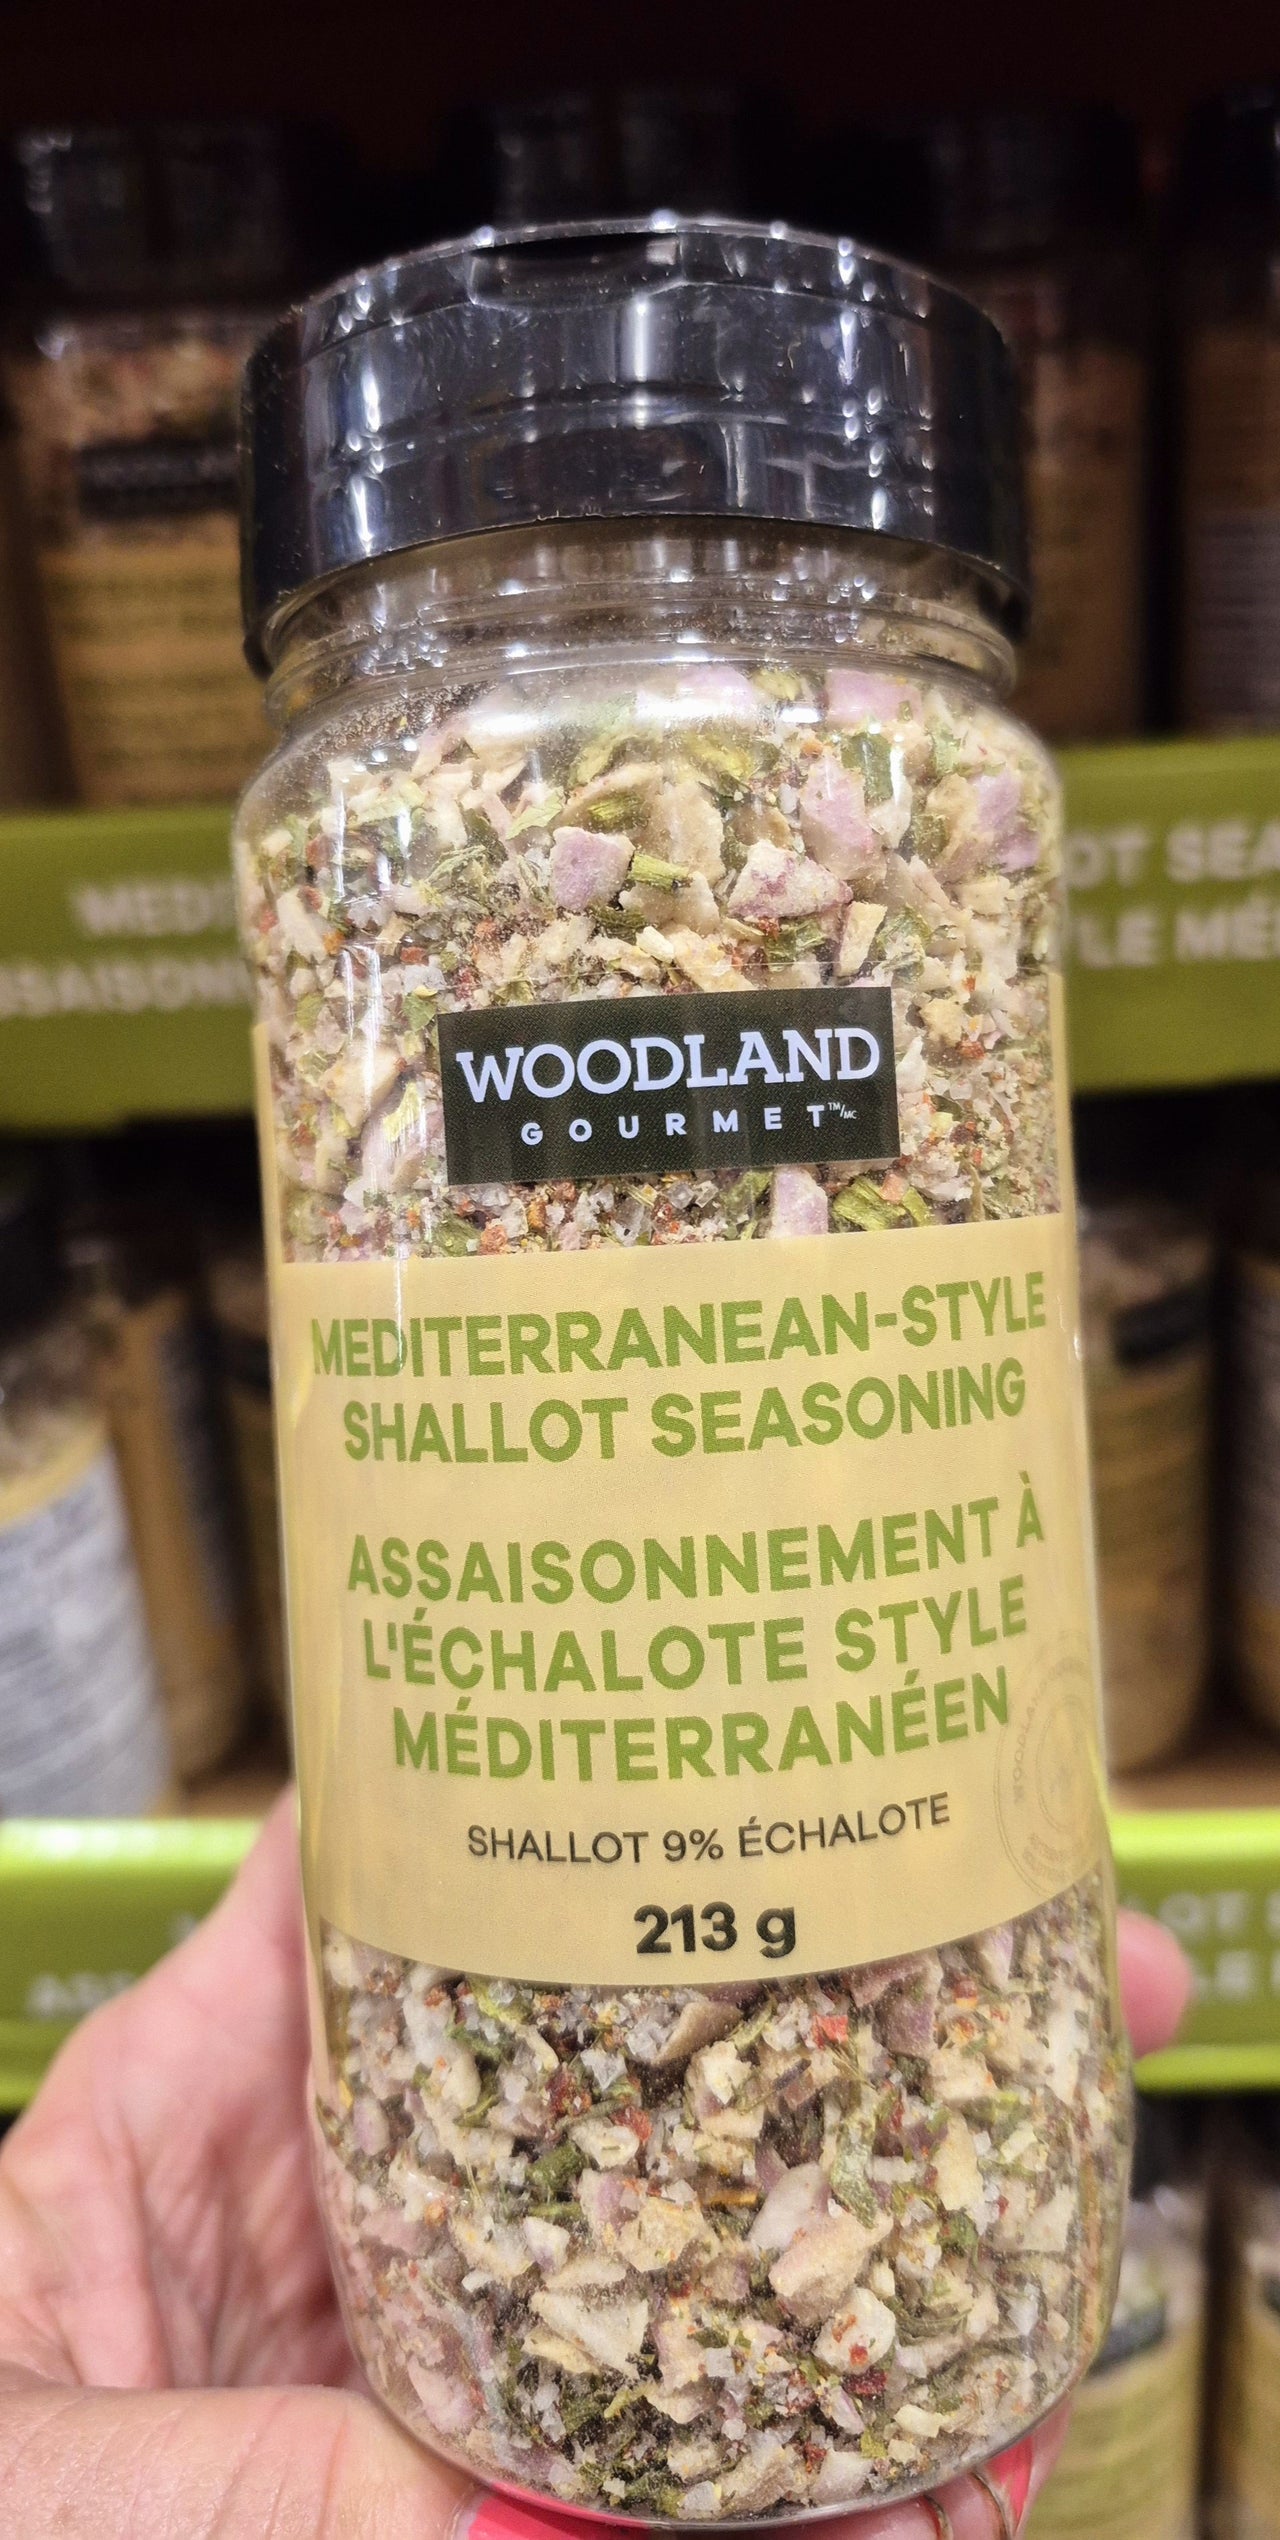 WOODLAND
GOURMET™/MC
MEDITERRANEAN-STYLE
SHALLOT SEASONING
ASSAISONNEMENT À
L'ÉCHALOTE STYLE
MÉDITERRANÉEN
SHALLOT 9% ÉCHALOTE
213 g